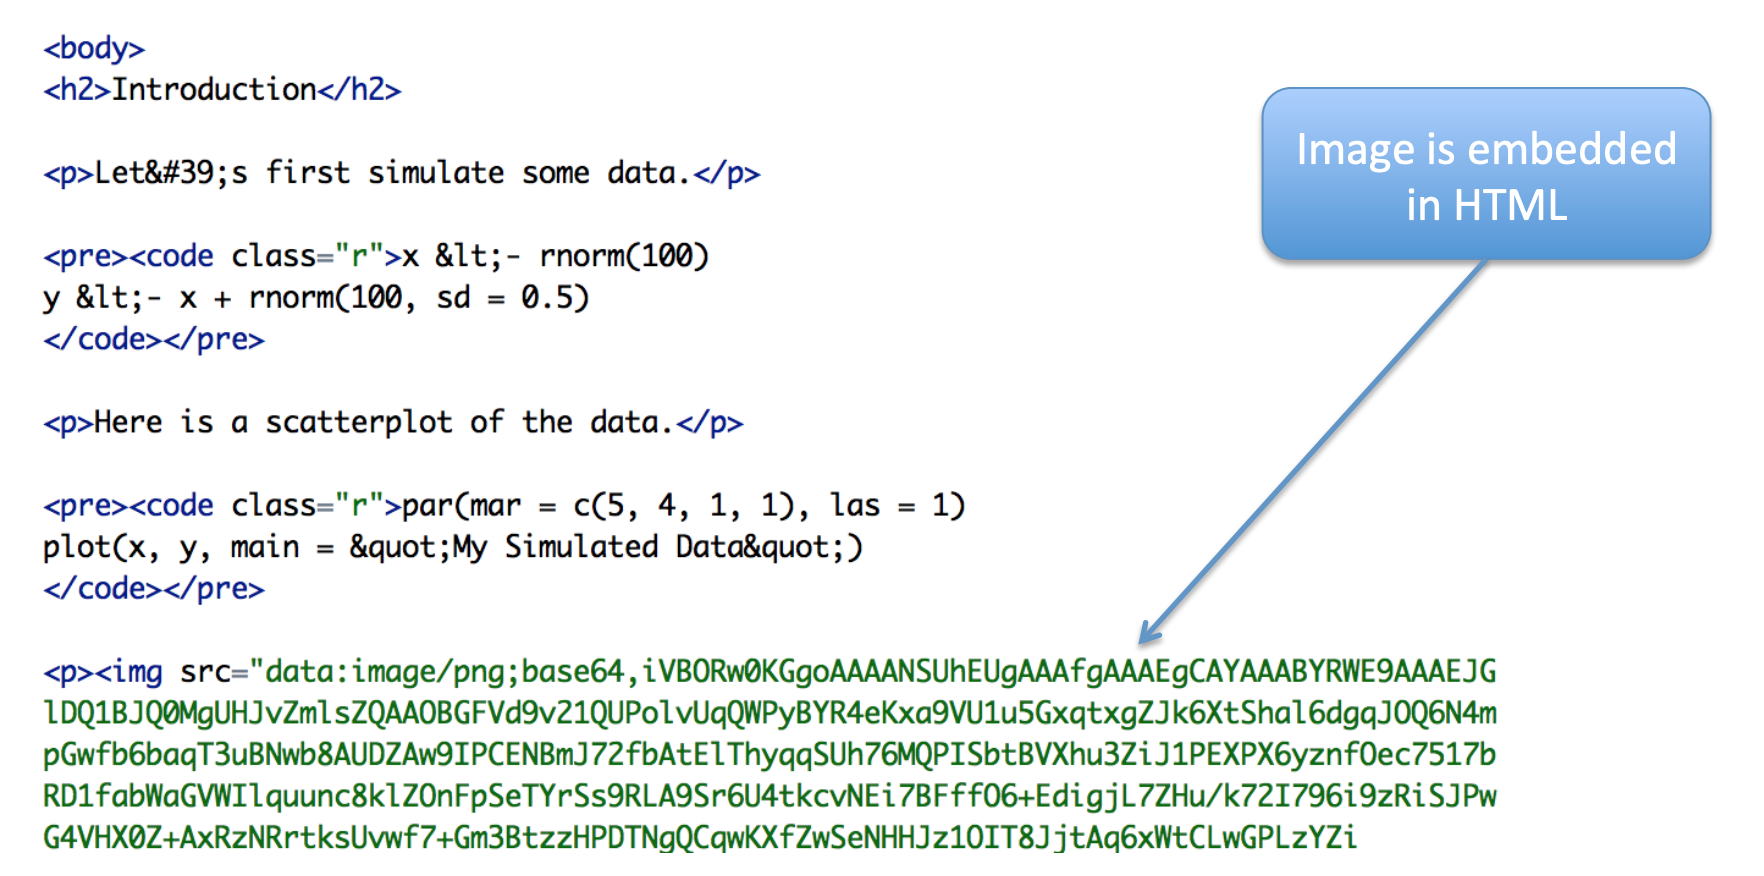 <body>
<h2>Introduction</h2>
<p>Let&#39;s first simulate some data.</p>
<pre><code class="r">x &lt;- rnorm(100)
y &lt;- x + rnorm(100, sd = 0.5)
</code></pre>
<p>Here is a scatterplot of the data.</p>
<pre><code class="r">par(mar = c(5, 4, 1, 1), las = 1)
plot(x, y, main = &quot;My Simulated Data&quot;)
</code></pre>
<p><img src="data:image/png;base64,iVBORw0KGgoAAAANSUhEUgAAAfgAAAEgCAYAAABYRWE9AAAEJG
lDQ1BJQ0MgUHJvZmlsZQAAOBGFVd9v21QUPolvUqQWPyBYR4eKxa9VU1u5GxqtxgZJk6XtShal6dgqJOQ6N4m
pGwfb6baqT3uBNwb8AUDZAw9IPCENBmJ72fbAtElThyqqSUh76MQPISbtBVXhu3ZiJ1PEXPX6yznfOec7517b
RD1fabWaGVWIlquunc8klZOnFpSeTYrSs9RLA9Sr6U4tkcvNEi7BFffO6+EdigjL7ZHu/k72I796i9zRiSJPw
G4VHX0Z+AxRzNRrtksUvwf7+Gm3BtzzHPDTNgQCqwKXfZwSeNHHJz1OIT8JjtAq6xWtCLwGPLzYZi
Image is embedded
in HTML